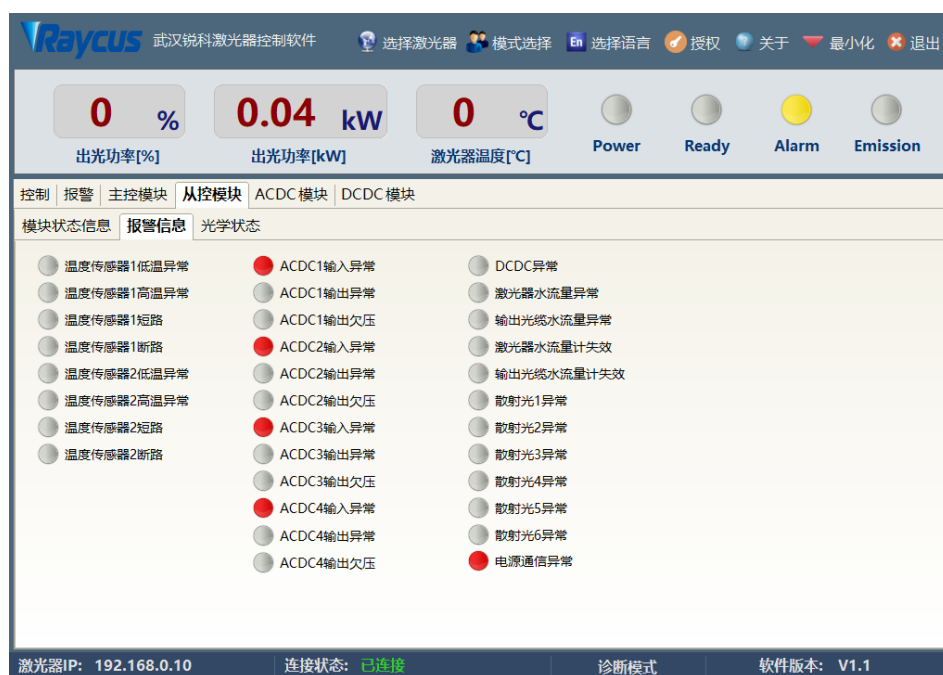 Raycus 武汉锐科激光器控制软件 选择激光器 模式选择 En 选择语言 授权 关于 最小化 退出
0 % 0.04 kW 0 ℃
出光功率[%] 出光功率[kW] 激光器温度[℃] Power Ready Alarm Emission
控制 报警 主控模块 从控模块 ACDC模块 DCDC模块
模块状态信息 报警信息 光学状态
温度传感器1低温异常 ACDC1输入异常 DCDC异常
温度传感器1高温异常 ACDC1输出异常 激光器水流量异常
温度传感器1短路 ACDC1输出欠压 输出光缆水流量异常
温度传感器1断路 ACDC2输入异常 激光器水流量计失效
温度传感器2低温异常 ACDC2输出异常 输出光缆水流量计失效
温度传感器2高温异常 ACDC2输出欠压 散射光1异常
温度传感器2短路 ACDC3输入异常 散射光2异常
温度传感器2断路 ACDC3输出异常 散射光3异常
ACDC3输出欠压 散射光4异常
ACDC4输入异常 散射光5异常
ACDC4输出异常 散射光6异常
ACDC4输出欠压 电源通信异常
激光器IP: 192.168.0.10 连接状态: 已连接 诊断模式 软件版本: V1.1